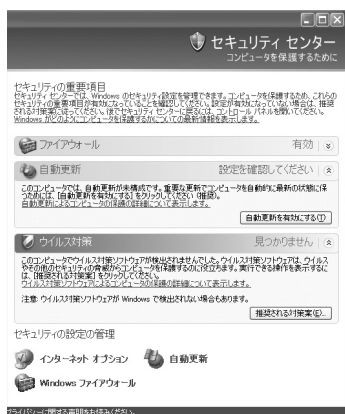 セキュリティ センター
コンピュータを保護するために
セキュリティの重要項目
セキュリティ センターでは、Windows のセキュリティ設定を管理できます。コンピュータを保護するため、これらの
セキュリティの重要項目が有効になっていることを確認してください。設定が有効になっていない場合は、推奨
される対策案に従ってください。後でセキュリティ センターに戻るには、コントロール パネルを開いてください。
Windows がどのようにコンピュータを保護するかについての最新情報を表示します。
ファイアウォール 有効
自動更新 設定を確認してください
このコンピュータでは、自動更新が未構成です。重要な更新でコンピュータを自動的に最新の状態に保
つためには、[自動更新を有効にする] をクリックしてください (推奨)。
自動更新によるコンピュータの保護の詳細について表示します。
自動更新を有効にする(T)
ウイルス対策 見つかりません
このコンピュータでウイルス対策ソフトウェアが検出されませんでした。ウイルス対策ソフトウェアは、ウイルス
やその他のセキュリティの脅威からコンピュータを保護するのに役立ちます。実行できる操作を表示するに
は、[推奨される対策案] をクリックしてください。
ウイルス対策ソフトウェアによるコンピュータの保護の詳細について表示します。
注意: ウイルス対策ソフトウェアが Windows で検出されない場合もあります。
推奨される対策案(E)...
セキュリティの設定の管理
インターネット オプション 自動更新
Windows ファイアウォール
プライバシーに関する声明をお読みください。